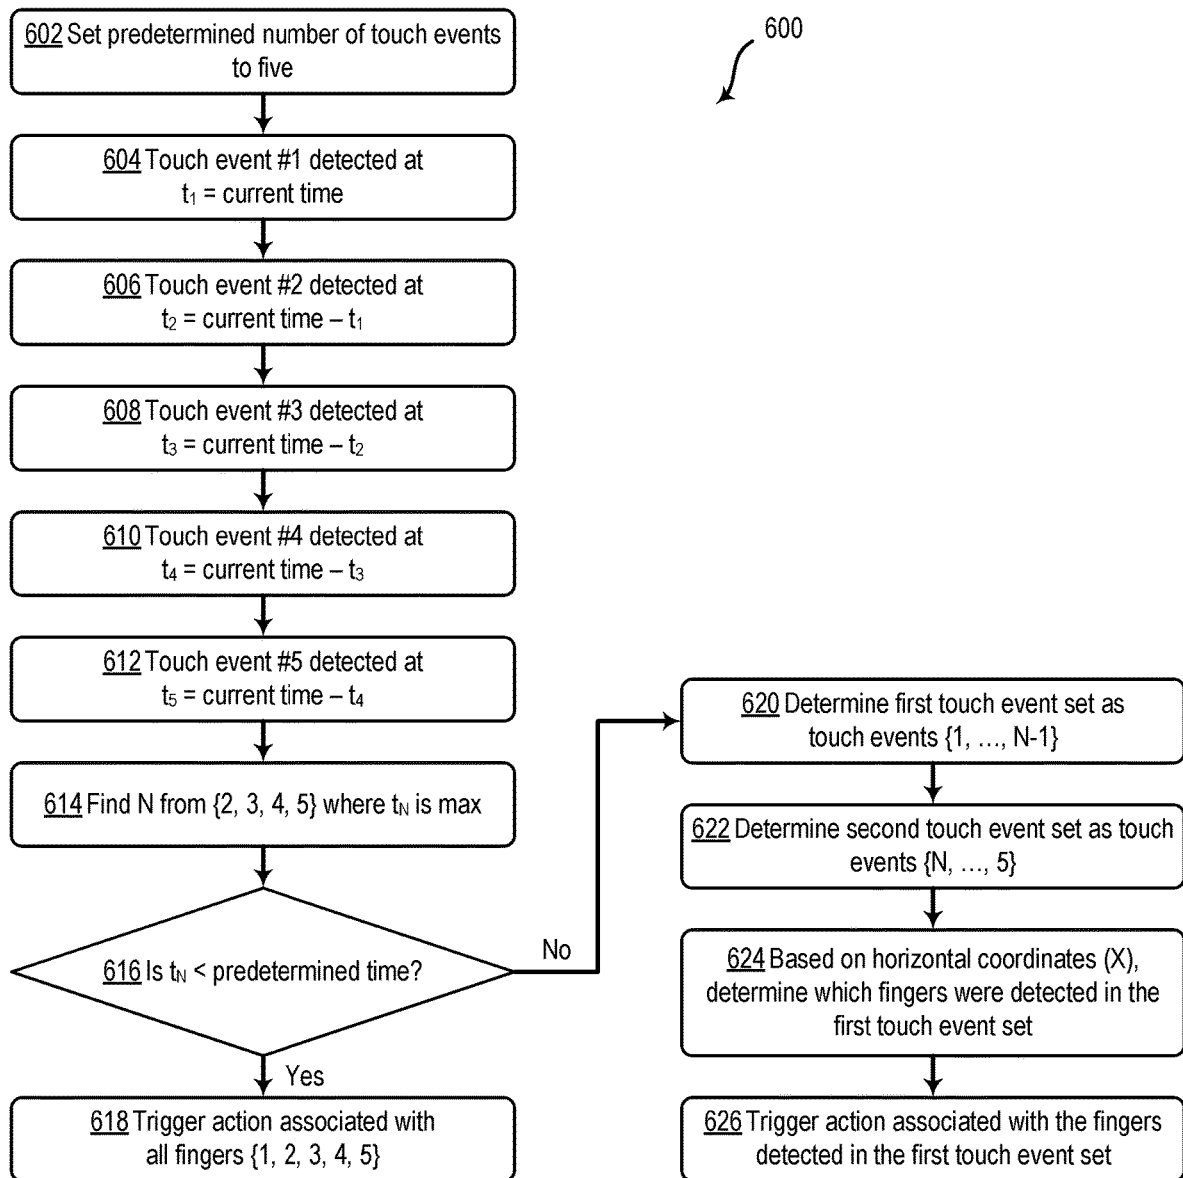 602 Set predetermined number of touch events
to five
600
604 Touch event #1 detected at
t₁ = current time
606 Touch event #2 detected at
t₂ = current time – t₁
608 Touch event #3 detected at
t₃ = current time – t₂
610 Touch event #4 detected at
t₄ = current time – t₃
612 Touch event #5 detected at
t₅ = current time – t₄
614 Find N from {2, 3, 4, 5} where tN is max
616 Is tN < predetermined time?
No
Yes
618 Trigger action associated with
all fingers {1, 2, 3, 4, 5}
620 Determine first touch event set as
touch events {1, …, N-1}
622 Determine second touch event set as touch
events {N, …, 5}
624 Based on horizontal coordinates (X),
determine which fingers were detected in the
first touch event set
626 Trigger action associated with the fingers
detected in the first touch event set